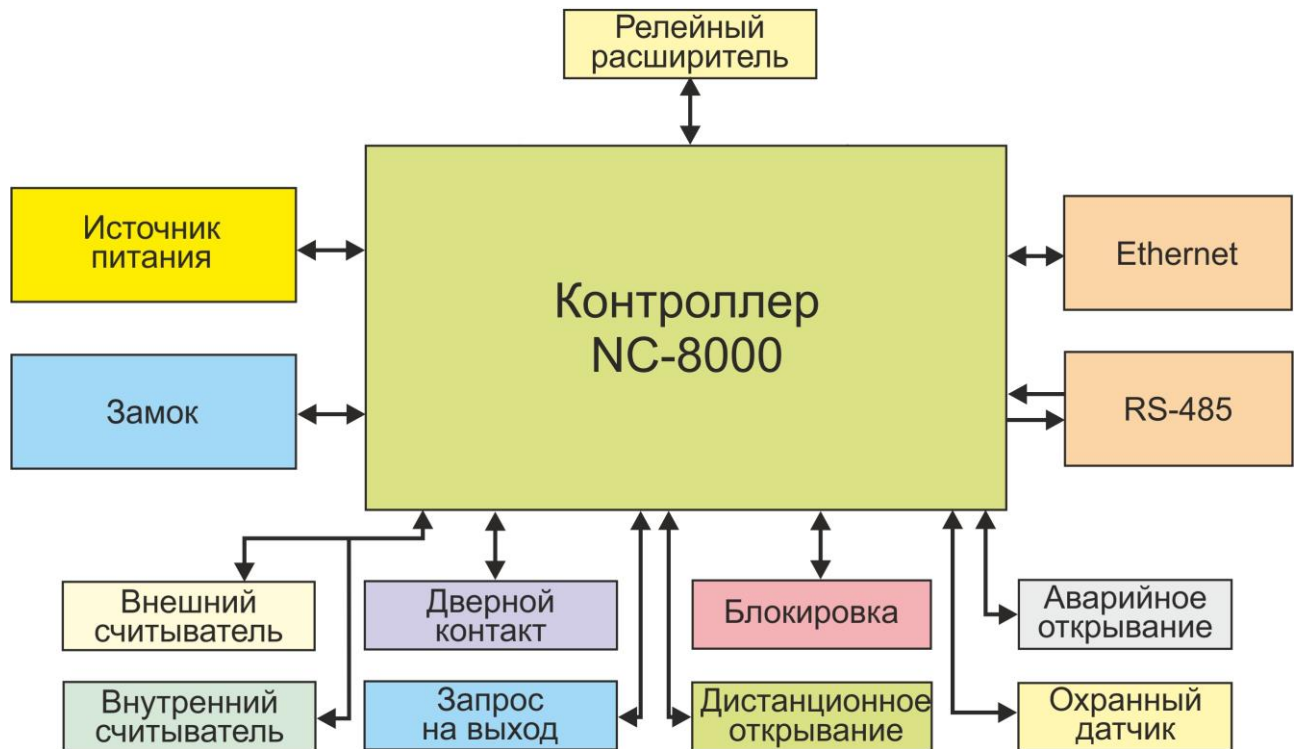 Релейный
расширитель
Источник
питания
Ethernet
Контроллер
NC-8000
Замок
RS-485
Внешний
считыватель
Дверной
контакт
Блокировка
Аварийное
открывание
Внутренний
считыватель
Запрос
на выход
Дистанционное
открывание
Охранный
датчик